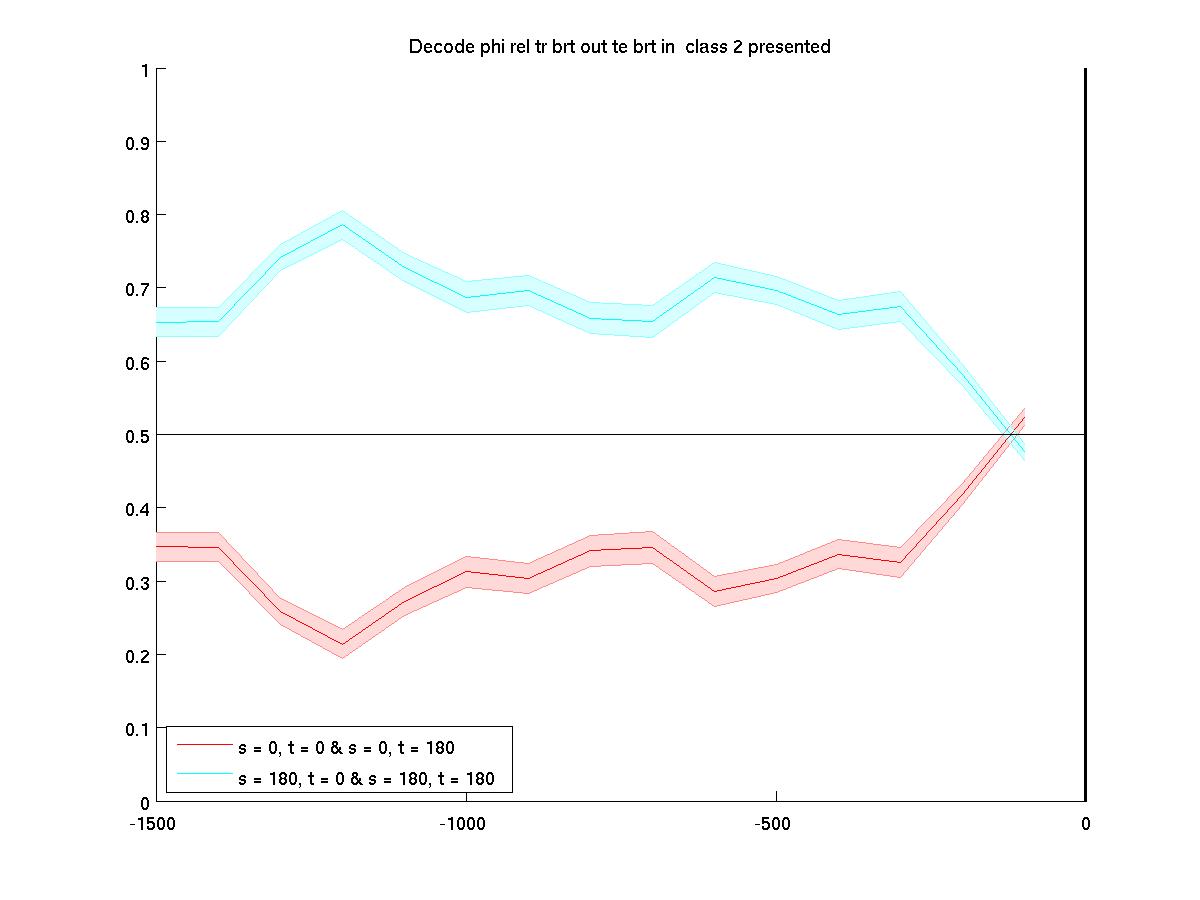 Decode phi rel tr brt out te brt in class 2 presented
1
0.9
0.8
0.7
0.6
0.5
0.4
0.3
0.2
0.1
0
s = 0, t = 0 & s = 0, t = 180
s = 180, t = 0 & s = 180, t = 180
-1500 -1000 -500 0